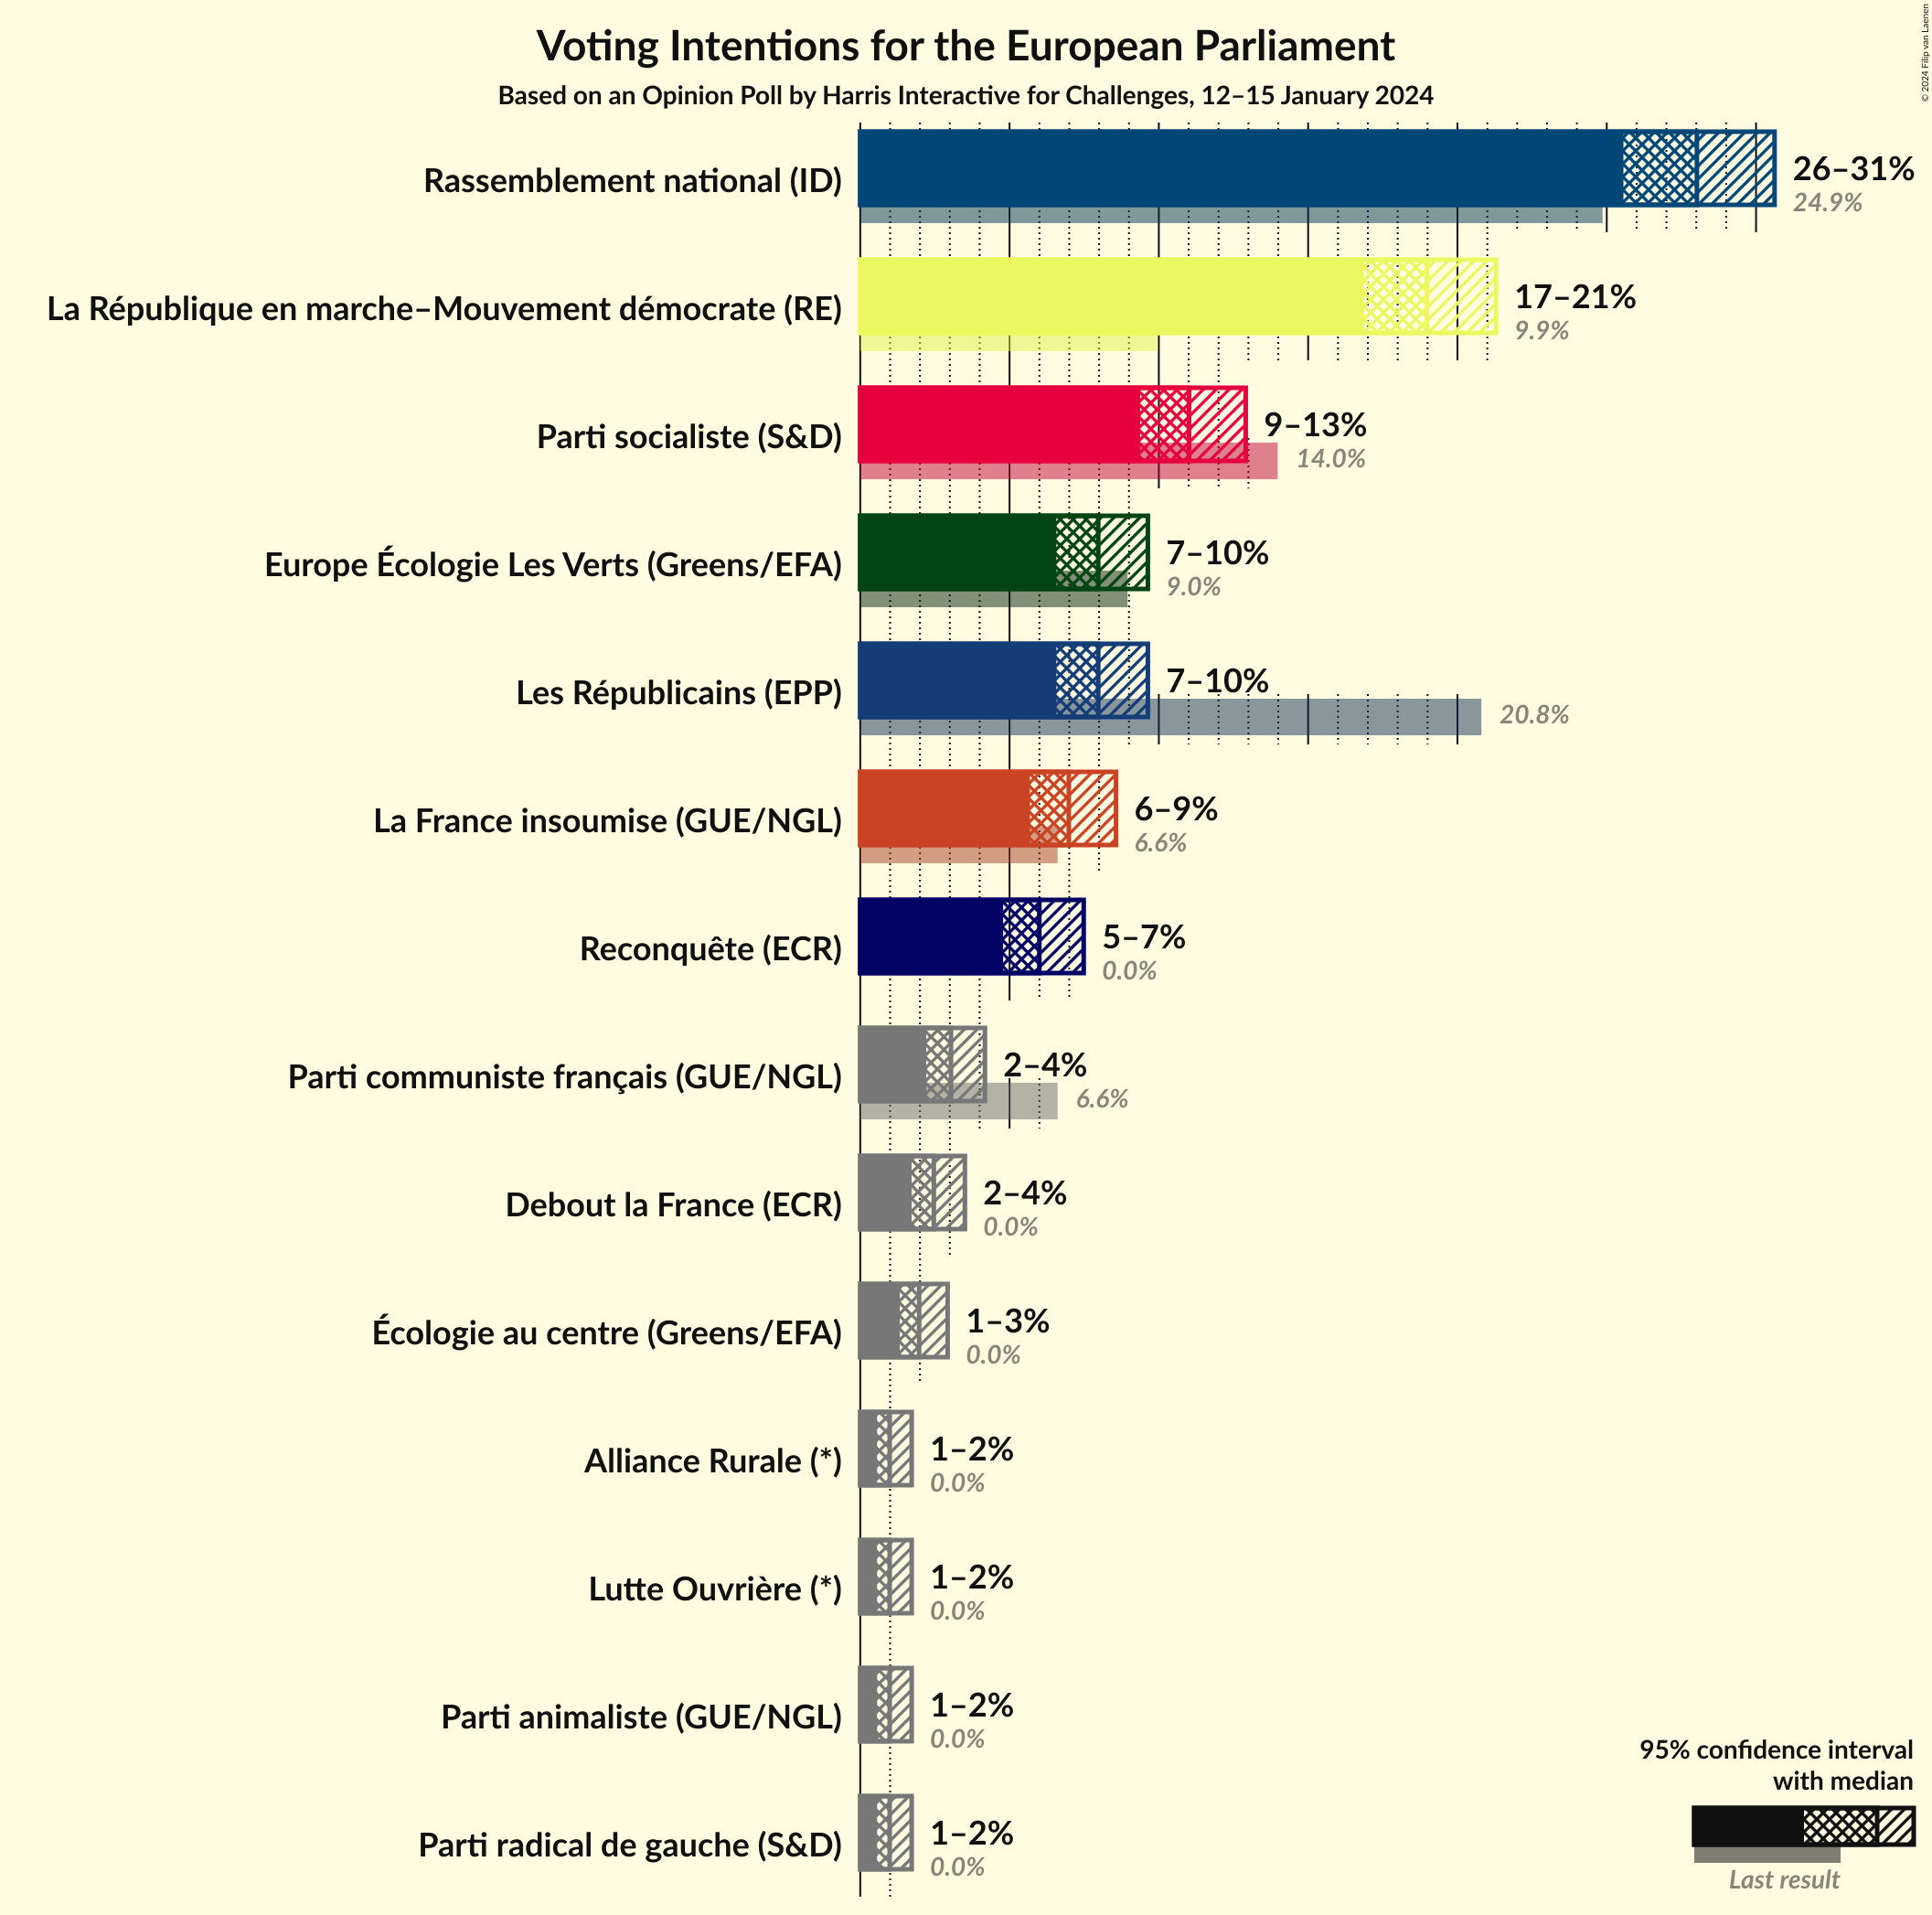 Voting Intentions for the European Parliament
Based on an Opinion Poll by Harris Interactive for Challenges, 12–15 January 2024
© 2024 Filip van Laenen
Rassemblement national (ID)
26–31%
24.9%
La République en marche–Mouvement démocrate (RE)
17–21%
9.9%
Parti socialiste (S&D)
9–13%
14.0%
Europe Écologie Les Verts (Greens/EFA)
7–10%
9.0%
Les Républicains (EPP)
7–10%
20.8%
La France insoumise (GUE/NGL)
6–9%
6.6%
Reconquête (ECR)
5–7%
0.0%
Parti communiste français (GUE/NGL)
2–4%
6.6%
Debout la France (ECR)
2–4%
0.0%
Écologie au centre (Greens/EFA)
1–3%
0.0%
Alliance Rurale (*)
1–2%
0.0%
Lutte Ouvrière (*)
1–2%
0.0%
Parti animaliste (GUE/NGL)
1–2%
0.0%
Parti radical de gauche (S&D)
1–2%
0.0%
95% confidence interval
with median
Last result